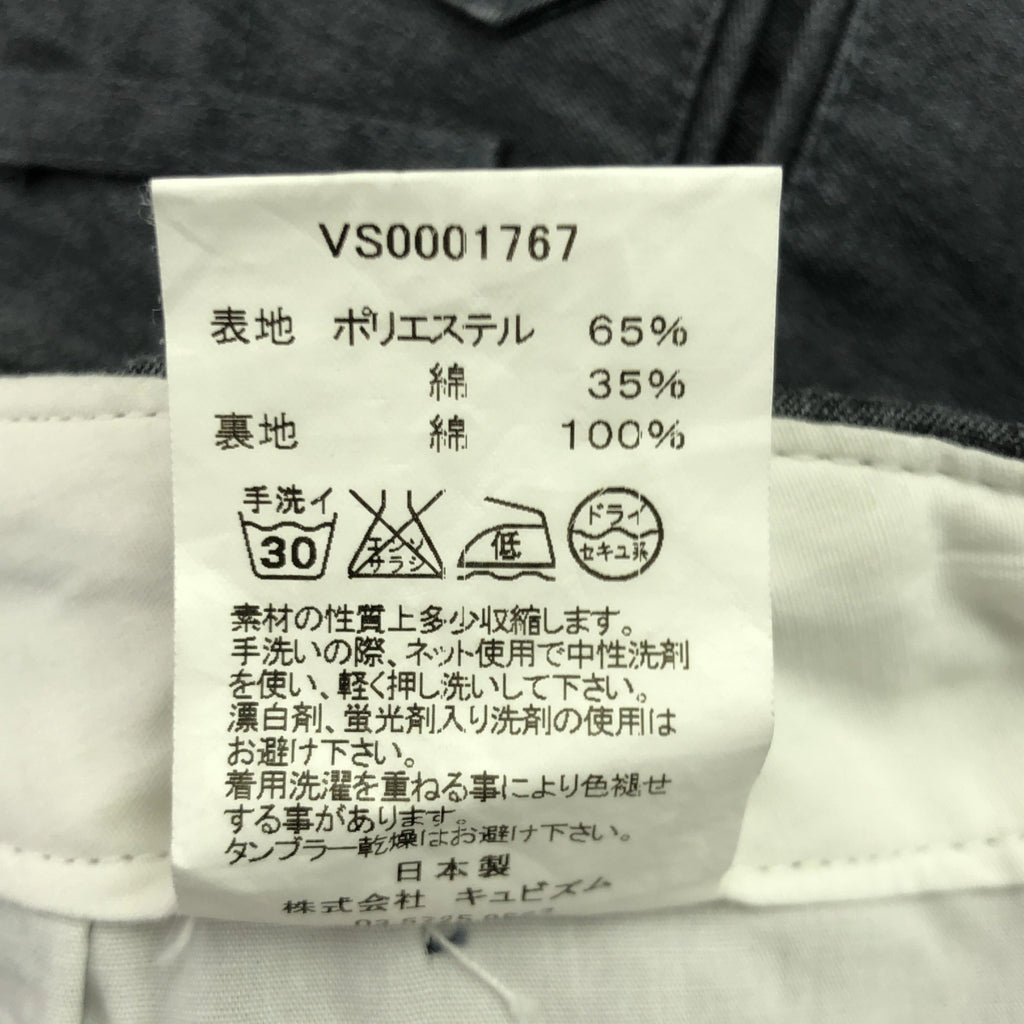 VS0001767
表地 ポリエステル 65%
綿 35%
裏地 綿 100%
手洗イ
30
エンソ
サラシ
低
ドライ
セキユ系
素材の性質上多少収縮します。
手洗いの際、ネット使用で中性洗剤
を使い、軽く押し洗いして下さい。
漂白剤、蛍光剤入り洗剤の使用は
お避け下さい。
着用洗濯を重ねる事により色褪せ
する事があります。
タンブラー乾燥はお避け下さい。
日本製
株式会社 キュビズム